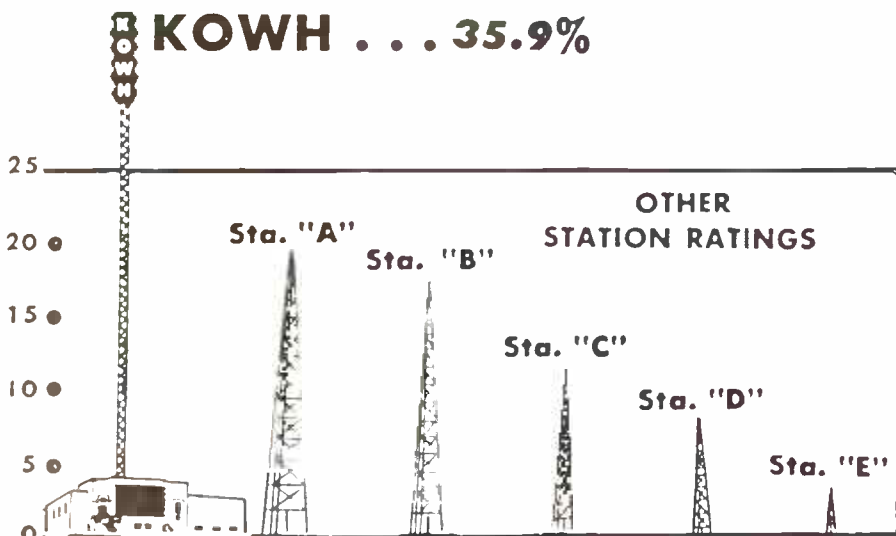 KOWH
KOWH . . . 35.9%
25
OTHER
STATION RATINGS
20
Sta. "A"
Sta. "B"
15
Sta. "C"
10
Sta. "D"
5
Sta. "E"
0